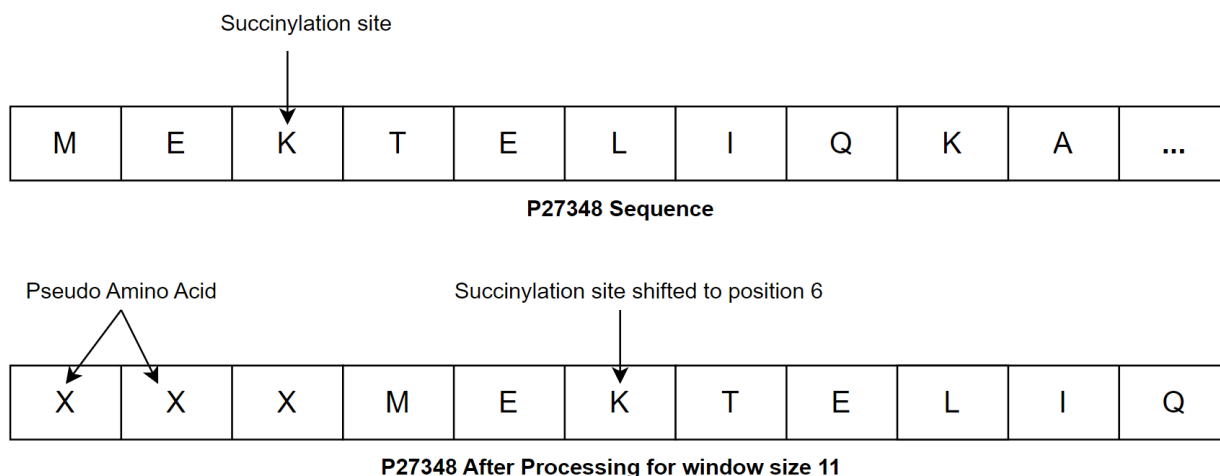 Succinylation site
M E K T E L I Q K A ...
P27348 Sequence
Pseudo Amino Acid Succinylation site shifted to position 6
X X X M E K T E L I Q
P27348 After Processing for window size 11